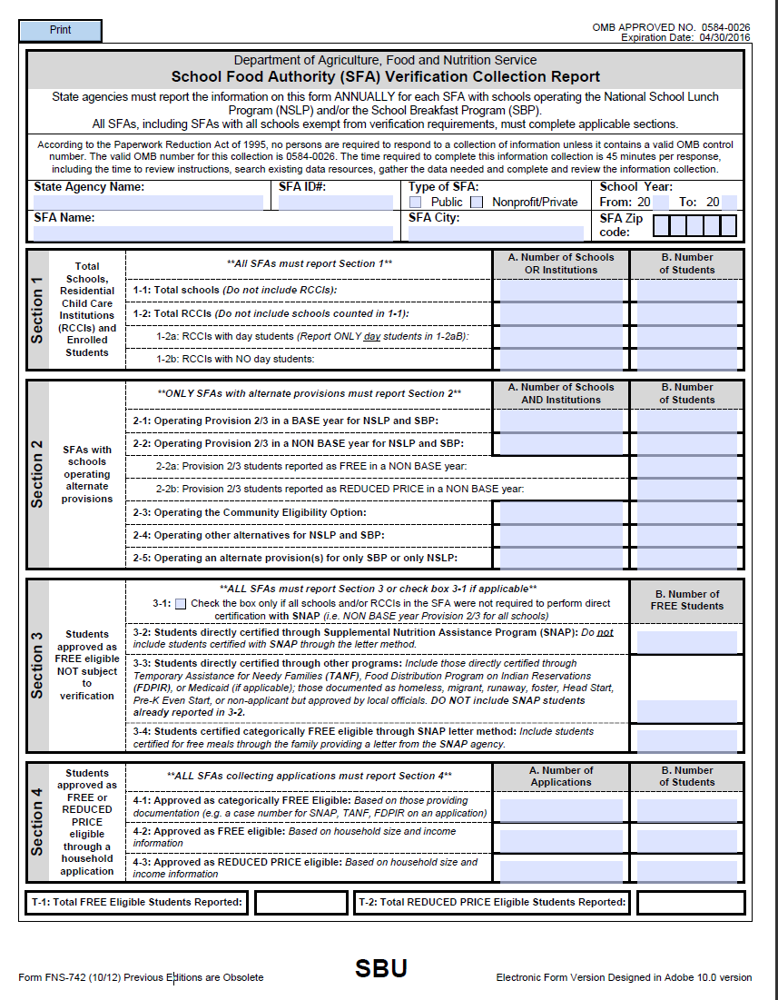 Print
OMB APPROVED NO. 0584-0026
Expiration Date: 04/30/2016
Department of Agriculture, Food and Nutrition Service
School Food Authority (SFA) Verification Collection Report
State agencies must report the information on this form ANNUALLY for each SFA with schools operating the National School Lunch
Program (NSLP) and/or the School Breakfast Program (SBP).
All SFAs, including SFAs with all schools exempt from verification requirements, must complete applicable sections.
According to the Paperwork Reduction Act of 1995, no persons are required to respond to a collection of information unless it contains a valid OMB control
number. The valid OMB number for this collection is 0584-0026. The time required to complete this information collection is 45 minutes per response,
including the time to review instructions, search existing data resources, gather the data needed and complete and review the information collection.
State Agency Name:
SFA ID#:
Type of SFA:
Public
Nonprofit/Private
School Year:
From: 20
To: 20
SFA Name:
SFA City:
SFA Zip
code:
Section 1
Total
Schools,
Residential
Child Care
Institutions
(RCCIs) and
Enrolled
Students
**All SFAs must report Section 1**
A. Number of Schools
OR Institutions
B. Number
of Students
1-1: Total schools (Do not include RCCIs):
1-2: Total RCCIs (Do not include schools counted in 1-1):
1-2a: RCCIs with day students (Report ONLY day students in 1-2aB):
1-2b: RCCIs with NO day students:
Section 2
SFAs with
schools
operating
alternate
provisions
**ONLY SFAs with alternate provisions must report Section 2**
A. Number of Schools
AND Institutions
B. Number
of Students
2-1: Operating Provision 2/3 in a BASE year for NSLP and SBP:
2-2: Operating Provision 2/3 in a NON BASE year for NSLP and SBP:
2-2a: Provision 2/3 students reported as FREE in a NON BASE year:
2-2b: Provision 2/3 students reported as REDUCED PRICE in a NON BASE year:
2-3: Operating the Community Eligibility Option:
2-4: Operating other alternatives for NSLP and SBP:
2-5: Operating an alternate provision(s) for only SBP or only NSLP:
Section 3
Students
approved as
FREE eligible
NOT subject
to
verification
**ALL SFAs must report Section 3 or check box 3-1 if applicable**
3-1: Check the box only if all schools and/or RCCIs in the SFA were not required to perform direct
certification with SNAP (i.e. NON BASE year Provision 2/3 for all schools)
B. Number of
FREE Students
3-2: Students directly certified through Supplemental Nutrition Assistance Program (SNAP): Do not
include students certified with SNAP through the letter method.
3-3: Students directly certified through other programs: Include those directly certified through
Temporary Assistance for Needy Families (TANF), Food Distribution Program on Indian Reservations
(FDPIR), or Medicaid (if applicable); those documented as homeless, migrant, runaway, foster, Head Start,
Pre-K Even Start, or non-applicant but approved by local officials. DO NOT include SNAP students
already reported in 3-2.
3-4: Students certified categorically FREE eligible through SNAP letter method: Include students
certified for free meals through the family providing a letter from the SNAP agency.
Section 4
Students
approved as
FREE or
REDUCED
PRICE
eligible
through a
household
application
**ALL SFAs collecting applications must report Section 4**
A. Number of
Applications
B. Number
of Students
4-1: Approved as categorically FREE Eligible: Based on those providing
documentation (e.g. a case number for SNAP, TANF, FDPIR on an application)
4-2: Approved as FREE eligible: Based on household size and income
information
4-3: Approved as REDUCED PRICE eligible: Based on household size and
income information
T-1: Total FREE Eligible Students Reported:
T-2: Total REDUCED PRICE Eligible Students Reported:
Form FNS-742 (10/12) Previous Editions are Obsolete
SBU
Electronic Form Version Designed in Adobe 10.0 version